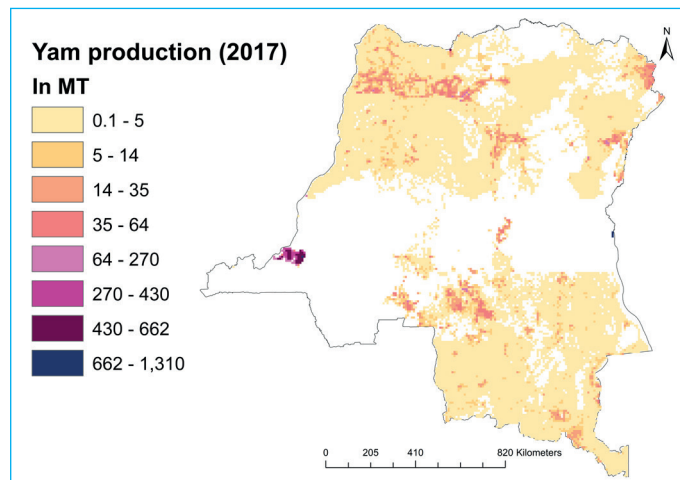 Yam production (2017)
In MT
0.1 - 5
5 - 14
14 - 35
35 - 64
64 - 270
270 - 430
430 - 662
662 - 1,310
N
0 205 410 820 Kilometers